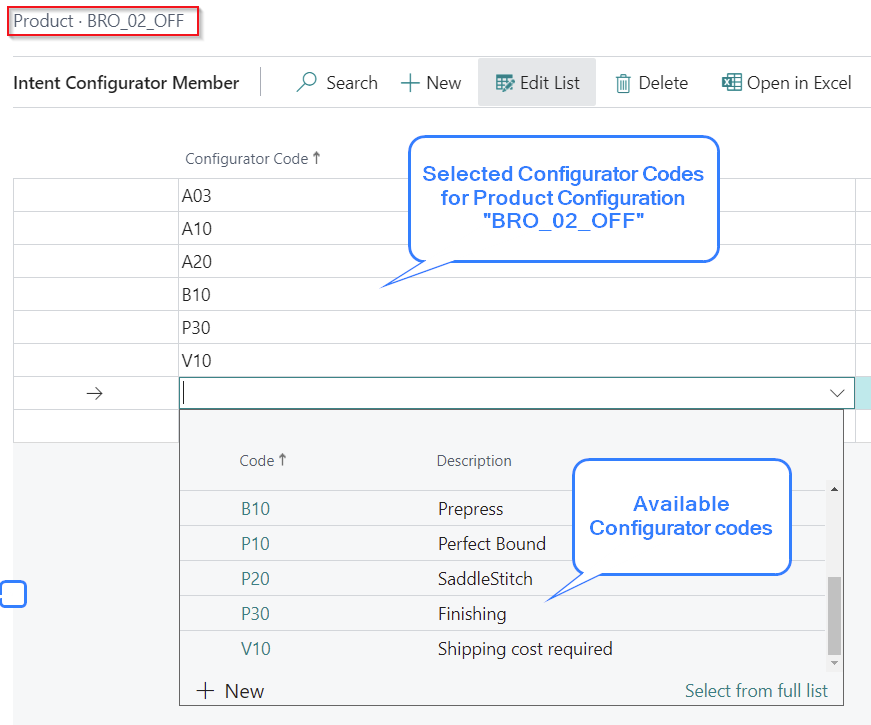 Product · BRO_02_OFF
Intent Configurator Member
Search
New
Edit List
Delete
Open in Excel
Configurator Code ↑
Selected Configurator Codes
for Product Configuration
"BRO_02_OFF"
A03
A10
A20
B10
P30
V10
Code ↑
Description
Available
Configurator codes
B10 Prepress
P10 Perfect Bound
P20 SaddleStitch
P30 Finishing
V10 Shipping cost required
New
Select from full list